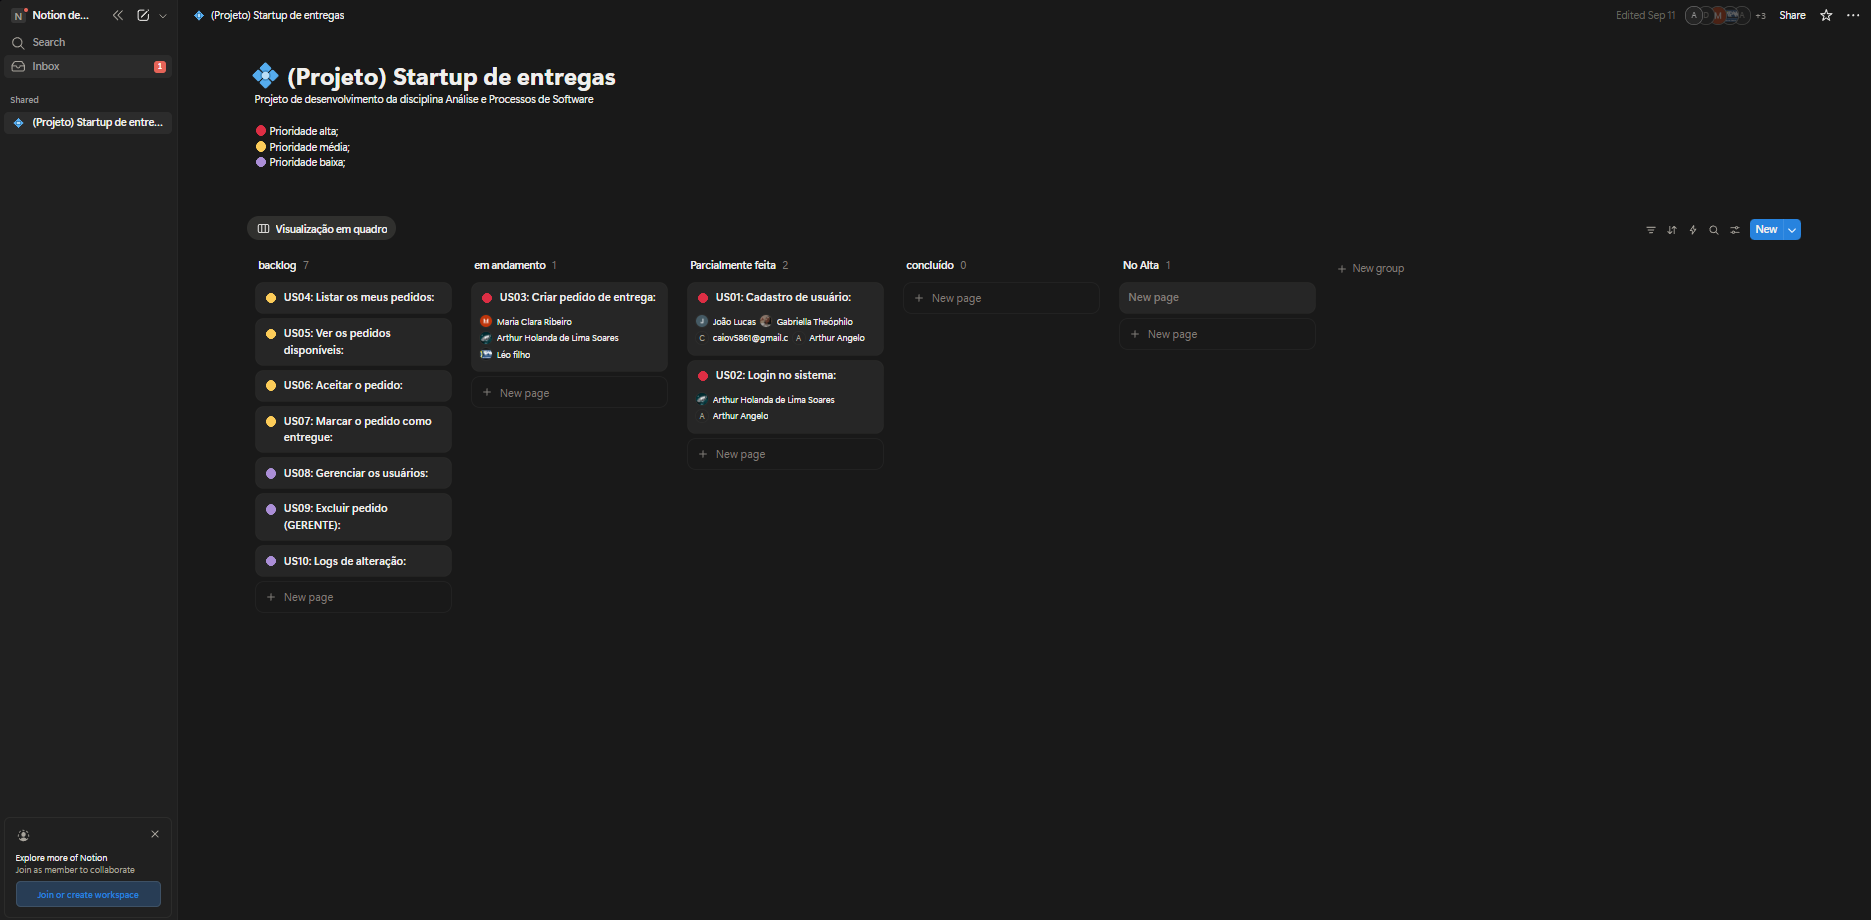 Notion de...
Search
Inbox
1
Shared
(Projeto) Startup de entre...
(Projeto) Startup de entregas
Edited Sep 11
A
D
M
A
+3
Share
(Projeto) Startup de entregas
Projeto de desenvolvimento da disciplina Análise e Processos de Software
Prioridade alta;
Prioridade média;
Prioridade baixa;
Visualização em quadro
New
backlog 7
US04: Listar os meus pedidos:
US05: Ver os pedidos
disponíveis:
US06: Aceitar o pedido:
US07: Marcar o pedido como
entregue:
US08: Gerenciar os usuários:
US09: Excluir pedido
(GERENTE):
US10: Logs de alteração:
+ New page
em andamento 1
US03: Criar pedido de entrega:
M Maria Clara Ribeiro
Arthur Holanda de Lima Soares
Léo filho
+ New page
Parcialmente feita 2
US01: Cadastro de usuário:
J João Lucas Gabriella Theóphilo
C caiov5861@gmail.c A Arthur Angelo
US02: Login no sistema:
Arthur Holanda de Lima Soares
A Arthur Angelo
+ New page
concluído 0
+ New page
No Alta 1
New page
+ New page
+ New group
Explore more of Notion
Join as member to collaborate
Join or create workspace